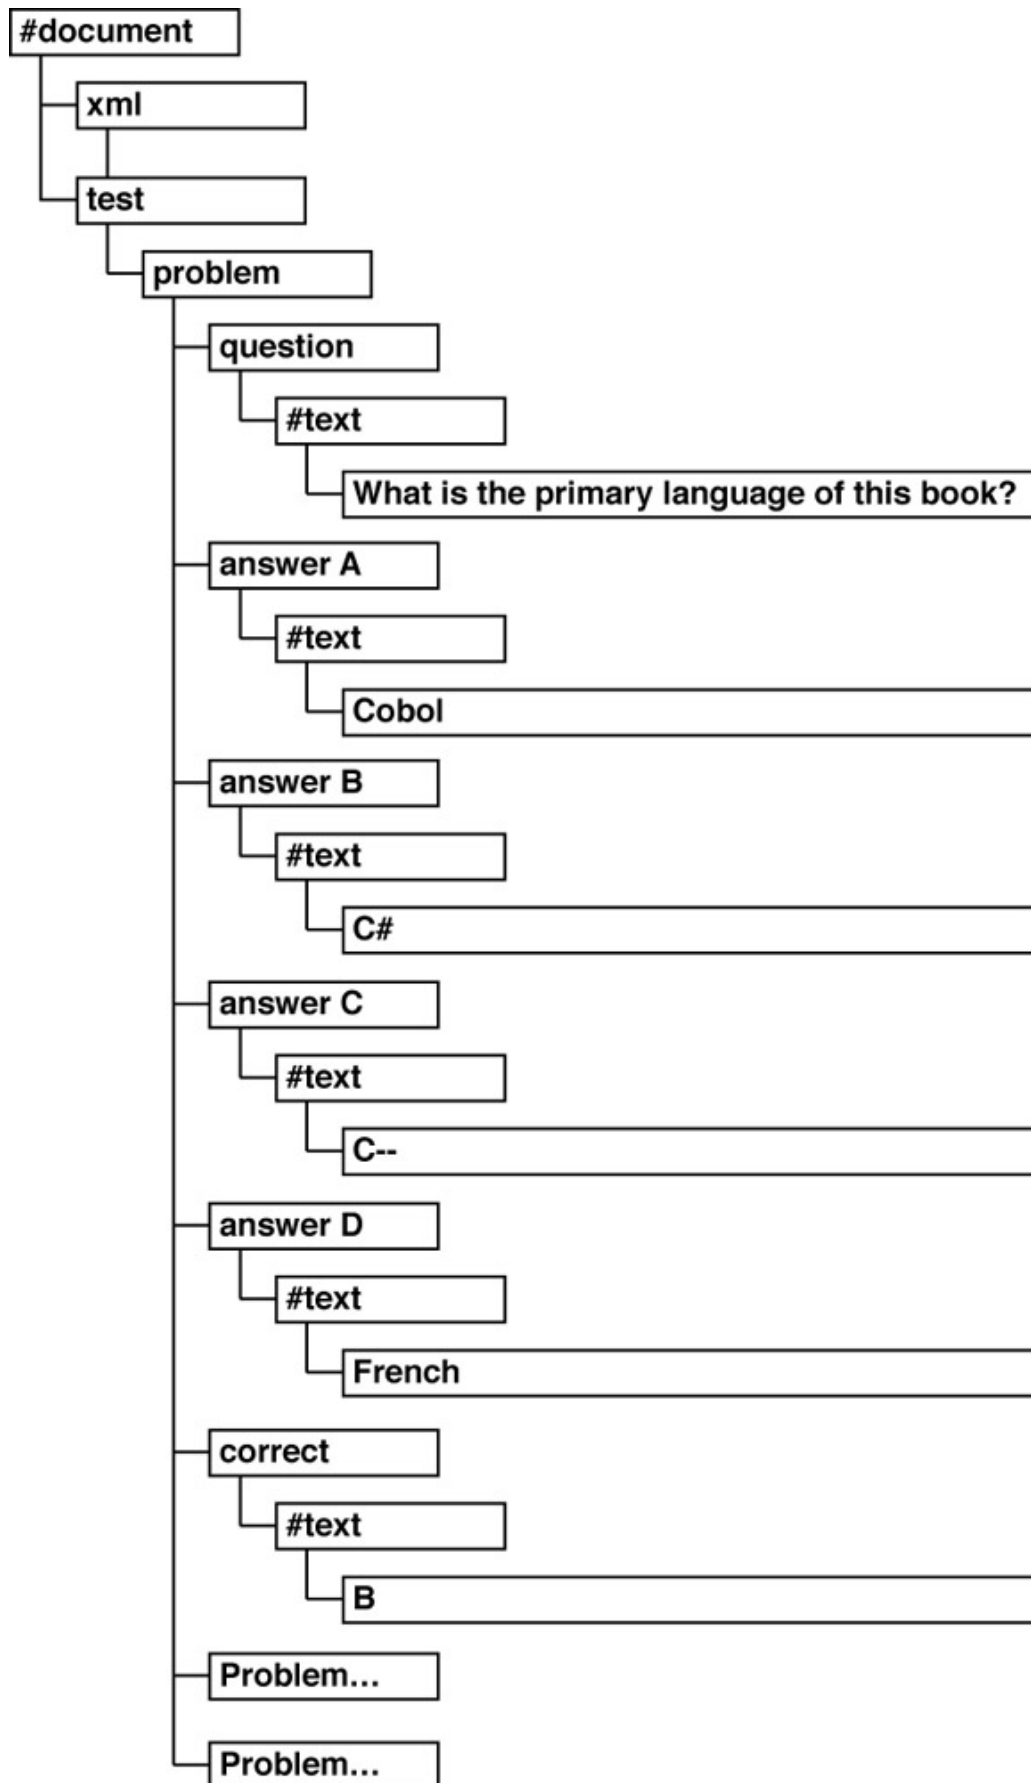 #document
xml
test
problem
question
#text
What is the primary language of this book?
answer A
#text
Cobol
answer B
#text
C#
answer C
#text
C--
answer D
#text
French
correct
#text
B
Problem...
Problem...